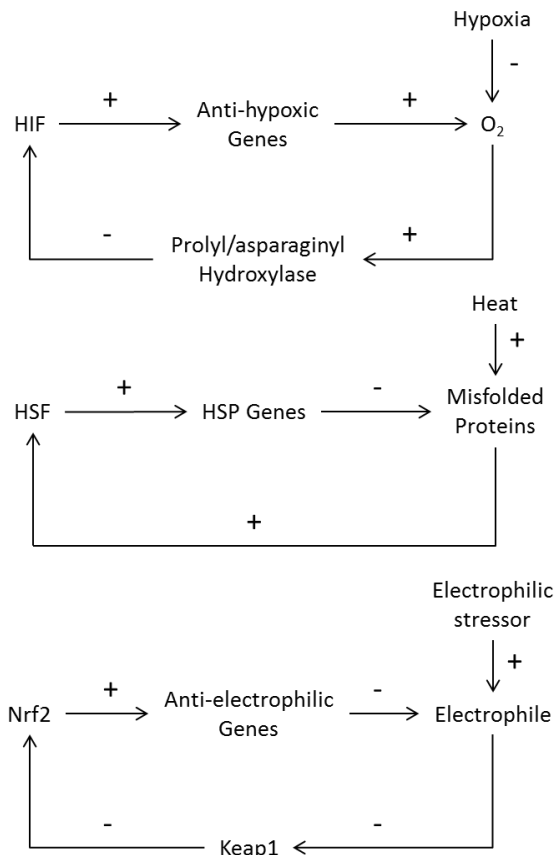 Hypoxia
-
+
+
HIF
Anti-hypoxic
Genes
O2
-
+
Prolyl/asparaginyl
Hydroxylase
Heat
+
+
-
HSF
HSP Genes
Misfolded
Proteins
+
Electrophilic
stressor
+
+
-
Nrf2
Anti-electrophilic
Genes
Electrophile
-
-
Keap1